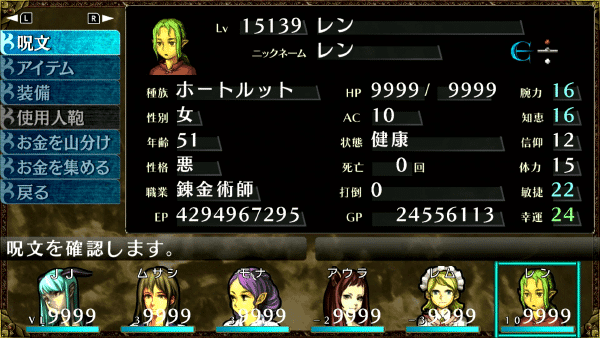 L R
Lv 15139 レン
ニックネーム レン
呪文
アイテム
装備
使用人鞄
お金を山分け
お金を集める
戻る
種族 ホートルット HP 9999/ 9999 腕力 16
性別 女 AC 10 知恵 16
年齢 51 状態 健康 信仰 12
性格 悪 死亡 0 回 体力 15
職業 錬金術師 打倒 0 敏捷 22
EP 4294967295 GP 24556113 幸運 24
呪文を確認します。
JJ ムサシ モナ アウラ レム レン
9999 9999 9999 9999 9999 9999